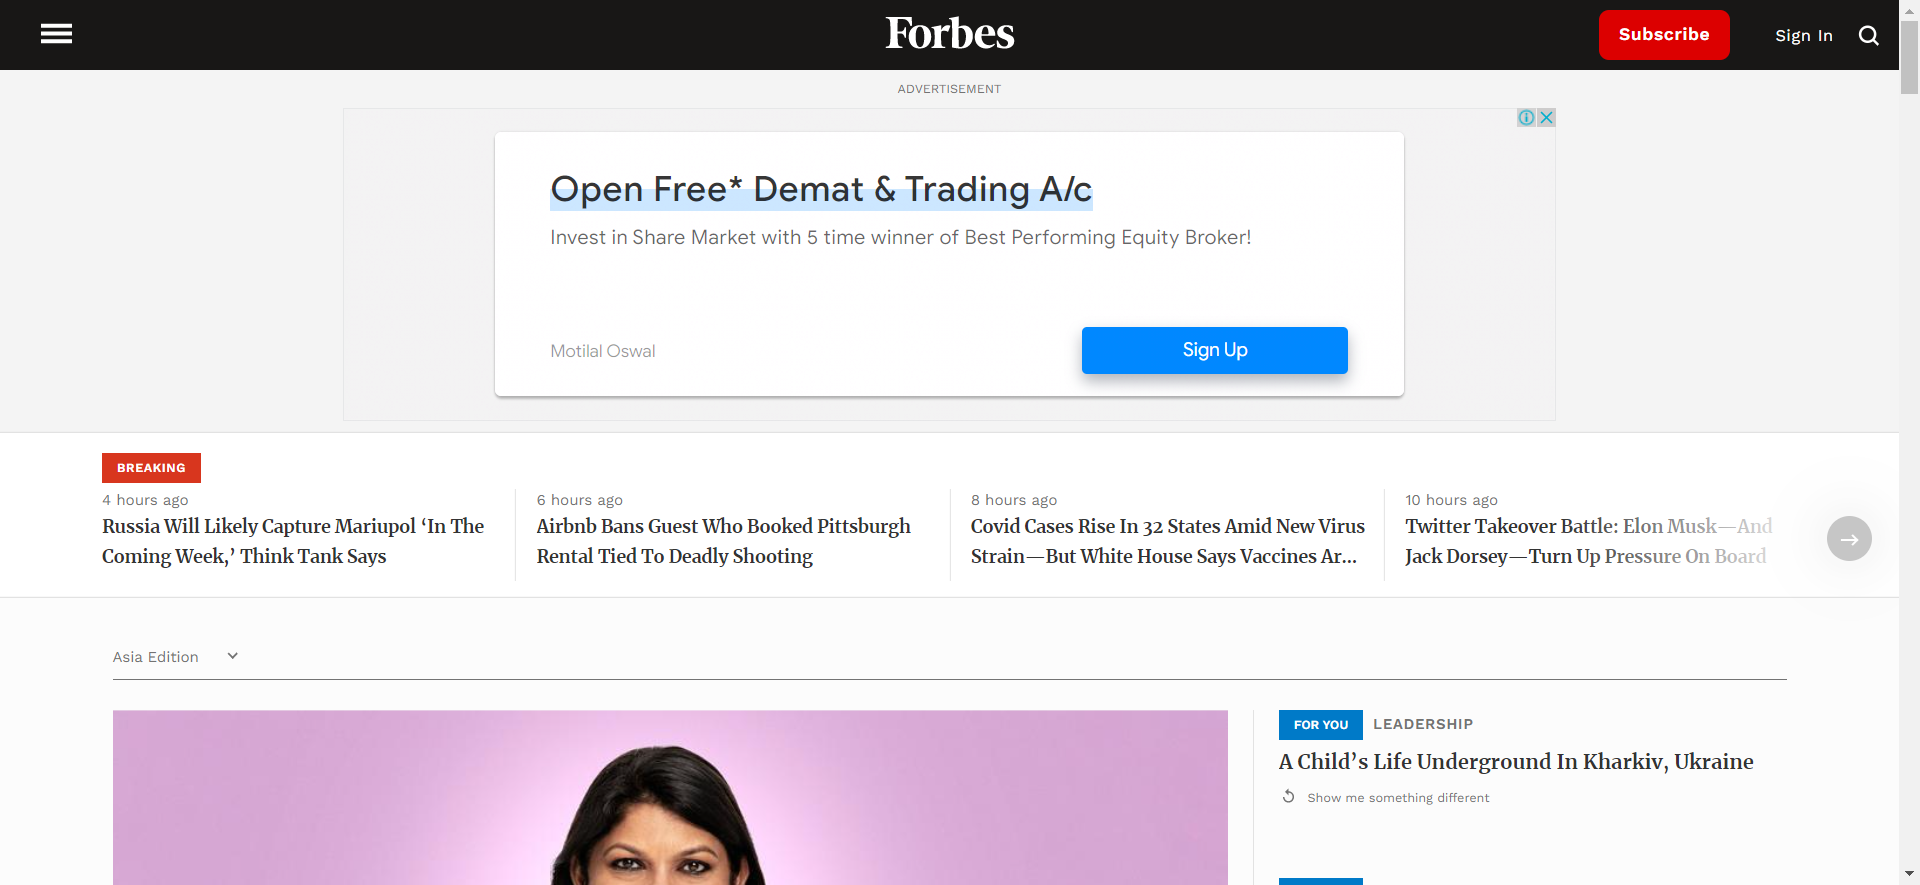 Forbes
Subscribe
Sign In
ADVERTISEMENT
Open Free* Demat & Trading A/c
Invest in Share Market with 5 time winner of Best Performing Equity Broker!
Motilal Oswal
Sign Up
BREAKING
4 hours ago
Russia Will Likely Capture Mariupol ‘In The
Coming Week,’ Think Tank Says
6 hours ago
Airbnb Bans Guest Who Booked Pittsburgh
Rental Tied To Deadly Shooting
8 hours ago
Covid Cases Rise In 32 States Amid New Virus
Strain—But White House Says Vaccines Ar...
10 hours ago
Twitter Takeover Battle: Elon Musk—And
Jack Dorsey—Turn Up Pressure On Board
Asia Edition
FOR YOU LEADERSHIP
A Child’s Life Underground In Kharkiv, Ukraine
Show me something different